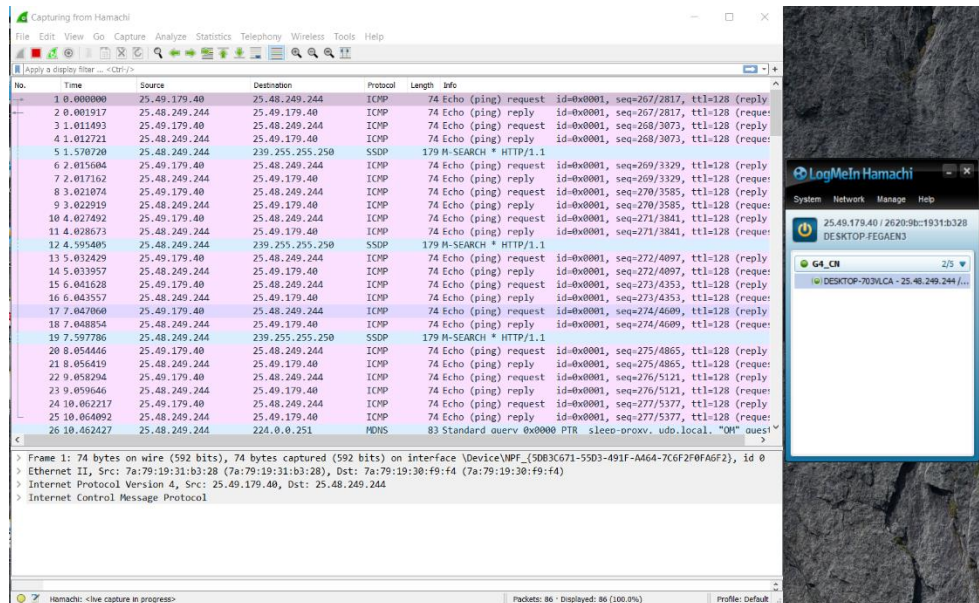 Capturing from Hamachi
File Edit View Go Capture Analyze Statistics Telephony Wireless Tools Help
Apply a display filter ... <Ctrl-/>
No. Time Source Destination Protocol Length Info
1 0.000000 25.49.179.40 25.48.249.244 ICMP 74 Echo (ping) request id=0x0001, seq=267/2817, ttl=128 (reply
2 0.001917 25.48.249.244 25.49.179.40 ICMP 74 Echo (ping) reply id=0x0001, seq=267/2817, ttl=128 (reques
3 1.011493 25.49.179.40 25.48.249.244 ICMP 74 Echo (ping) request id=0x0001, seq=268/3073, ttl=128 (reply
4 1.012721 25.48.249.244 25.49.179.40 ICMP 74 Echo (ping) reply id=0x0001, seq=268/3073, ttl=128 (reques
5 1.570720 25.48.249.244 239.255.255.250 SSDP 179 M-SEARCH * HTTP/1.1
6 2.015604 25.49.179.40 25.48.249.244 ICMP 74 Echo (ping) request id=0x0001, seq=269/3329, ttl=128 (reply
7 2.017162 25.48.249.244 25.49.179.40 ICMP 74 Echo (ping) reply id=0x0001, seq=269/3329, ttl=128 (reques
8 3.021074 25.49.179.40 25.48.249.244 ICMP 74 Echo (ping) request id=0x0001, seq=270/3585, ttl=128 (reply
9 3.022919 25.48.249.244 25.49.179.40 ICMP 74 Echo (ping) reply id=0x0001, seq=270/3585, ttl=128 (reques
10 4.027492 25.49.179.40 25.48.249.244 ICMP 74 Echo (ping) request id=0x0001, seq=271/3841, ttl=128 (reply
11 4.028673 25.48.249.244 25.49.179.40 ICMP 74 Echo (ping) reply id=0x0001, seq=271/3841, ttl=128 (reques
12 4.595405 25.48.249.244 239.255.255.250 SSDP 179 M-SEARCH * HTTP/1.1
13 5.032429 25.49.179.40 25.48.249.244 ICMP 74 Echo (ping) request id=0x0001, seq=272/4097, ttl=128 (reply
14 5.033957 25.48.249.244 25.49.179.40 ICMP 74 Echo (ping) reply id=0x0001, seq=272/4097, ttl=128 (reques
15 6.041628 25.49.179.40 25.48.249.244 ICMP 74 Echo (ping) request id=0x0001, seq=273/4353, ttl=128 (reply
16 6.043557 25.48.249.244 25.49.179.40 ICMP 74 Echo (ping) reply id=0x0001, seq=273/4353, ttl=128 (reques
17 7.047060 25.49.179.40 25.48.249.244 ICMP 74 Echo (ping) request id=0x0001, seq=274/4609, ttl=128 (reply
18 7.048854 25.48.249.244 25.49.179.40 ICMP 74 Echo (ping) reply id=0x0001, seq=274/4609, ttl=128 (reques
19 7.597786 25.48.249.244 239.255.255.250 SSDP 179 M-SEARCH * HTTP/1.1
20 8.054446 25.49.179.40 25.48.249.244 ICMP 74 Echo (ping) request id=0x0001, seq=275/4865, ttl=128 (reply
21 8.056419 25.48.249.244 25.49.179.40 ICMP 74 Echo (ping) reply id=0x0001, seq=275/4865, ttl=128 (reques
22 9.058294 25.49.179.40 25.48.249.244 ICMP 74 Echo (ping) request id=0x0001, seq=276/5121, ttl=128 (reply
23 9.059646 25.48.249.244 25.49.179.40 ICMP 74 Echo (ping) reply id=0x0001, seq=276/5121, ttl=128 (reques
24 10.062217 25.49.179.40 25.48.249.244 ICMP 74 Echo (ping) request id=0x0001, seq=277/5377, ttl=128 (reply
25 10.064092 25.48.249.244 25.49.179.40 ICMP 74 Echo (ping) reply id=0x0001, seq=277/5377, ttl=128 (reques
26 10.462427 25.48.249.244 224.0.0.251 MDNS 83 Standard query 0x0000 PTR _sleep-proxy._udp.local, "QM" quest
> Frame 1: 74 bytes on wire (592 bits), 74 bytes captured (592 bits) on interface \Device\NPF_{5DB3C671-55D3-491F-A464-7C6F2F0FA6F2}, id 0
> Ethernet II, Src: 7a:79:19:31:b3:28 (7a:79:19:31:b3:28), Dst: 7a:79:19:30:f9:f4 (7a:79:19:30:f9:f4)
> Internet Protocol Version 4, Src: 25.49.179.40, Dst: 25.48.249.244
> Internet Control Message Protocol
Hamachi: <live capture in progress> Packets: 86 · Displayed: 86 (100.0%) Profile: Default
LogMeIn Hamachi
System Network Manage Help
25.49.179.40 / 2620:9b::1931:b328
DESKTOP-FEGAEN3
G4_CN 2/5
DESKTOP-703VLCA - 25.48.249.244 /...